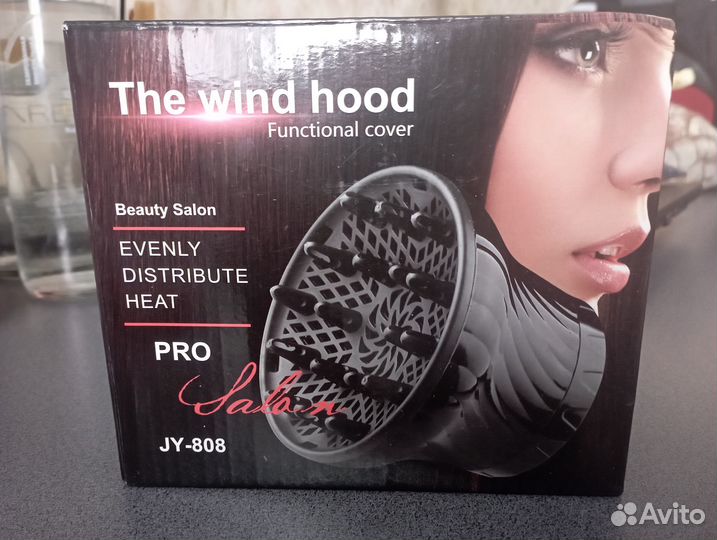 The wind hood
Functional cover
Beauty Salon
EVENLY
DISTRIBUTE
HEAT
PRO
Salon
JY-808
Avito